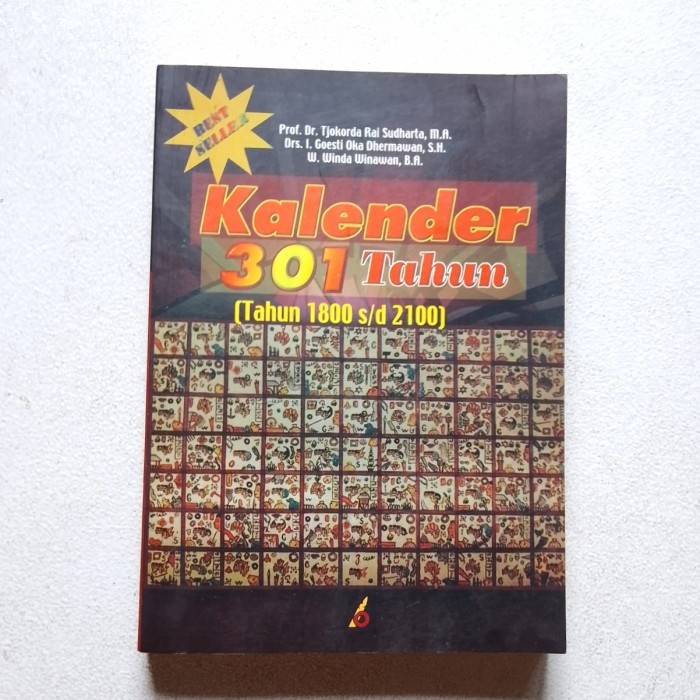 BEST
SELLER
Prof. Dr. Tjokorda Rai Sudharta, M.A.
Drs. I. Goesti Oka Dhermawan, S.H.
W. Winda Winawan, B.A.
Kalender
301 Tahun
(Tahun 1800 s/d 2100)